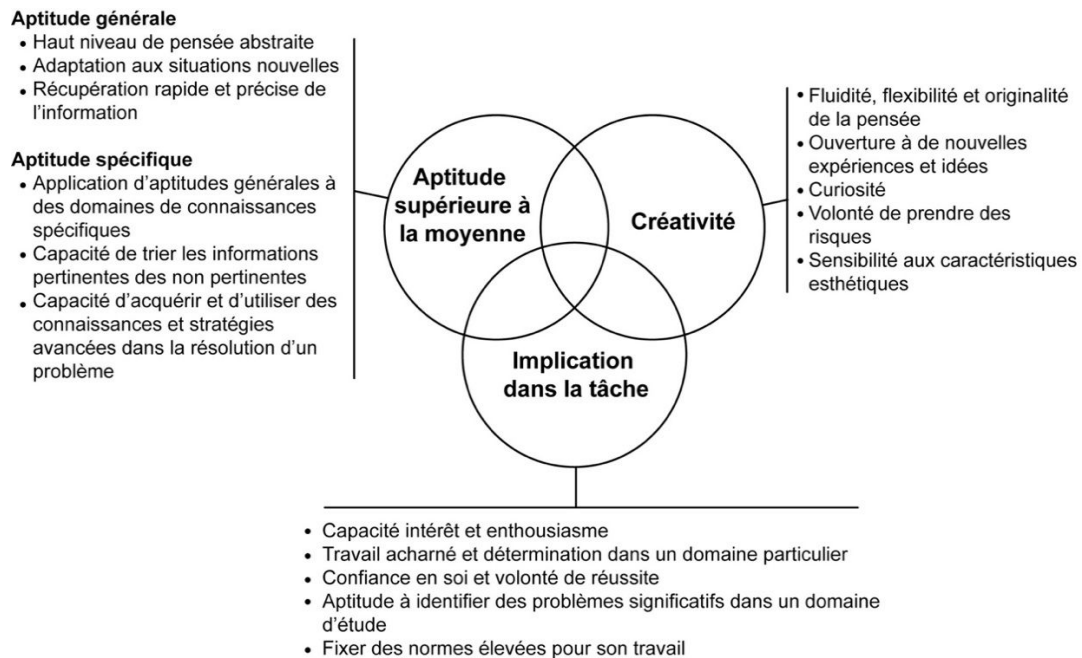 Aptitude générale
• Haut niveau de pensée abstraite
• Adaptation aux situations nouvelles
• Récupération rapide et précise de
l’information
Aptitude spécifique
• Application d’aptitudes générales à
des domaines de connaissances
spécifiques
• Capacité de trier les informations
pertinentes des non pertinentes
• Capacité d’acquérir et d’utiliser des
connaissances et stratégies
avancées dans la résolution d’un
problème
Aptitude
supérieure à
la moyenne
Créativité
• Fluidité, flexibilité et originalité
de la pensée
• Ouverture à de nouvelles
expériences et idées
• Curiosité
• Volonté de prendre des
risques
• Sensibilité aux caractéristiques
esthétiques
Implication
dans la tâche
• Capacité intérêt et enthousiasme
• Travail acharné et détermination dans un domaine particulier
• Confiance en soi et volonté de réussite
• Aptitude à identifier des problèmes significatifs dans un domaine
d’étude
• Fixer des normes élevées pour son travail